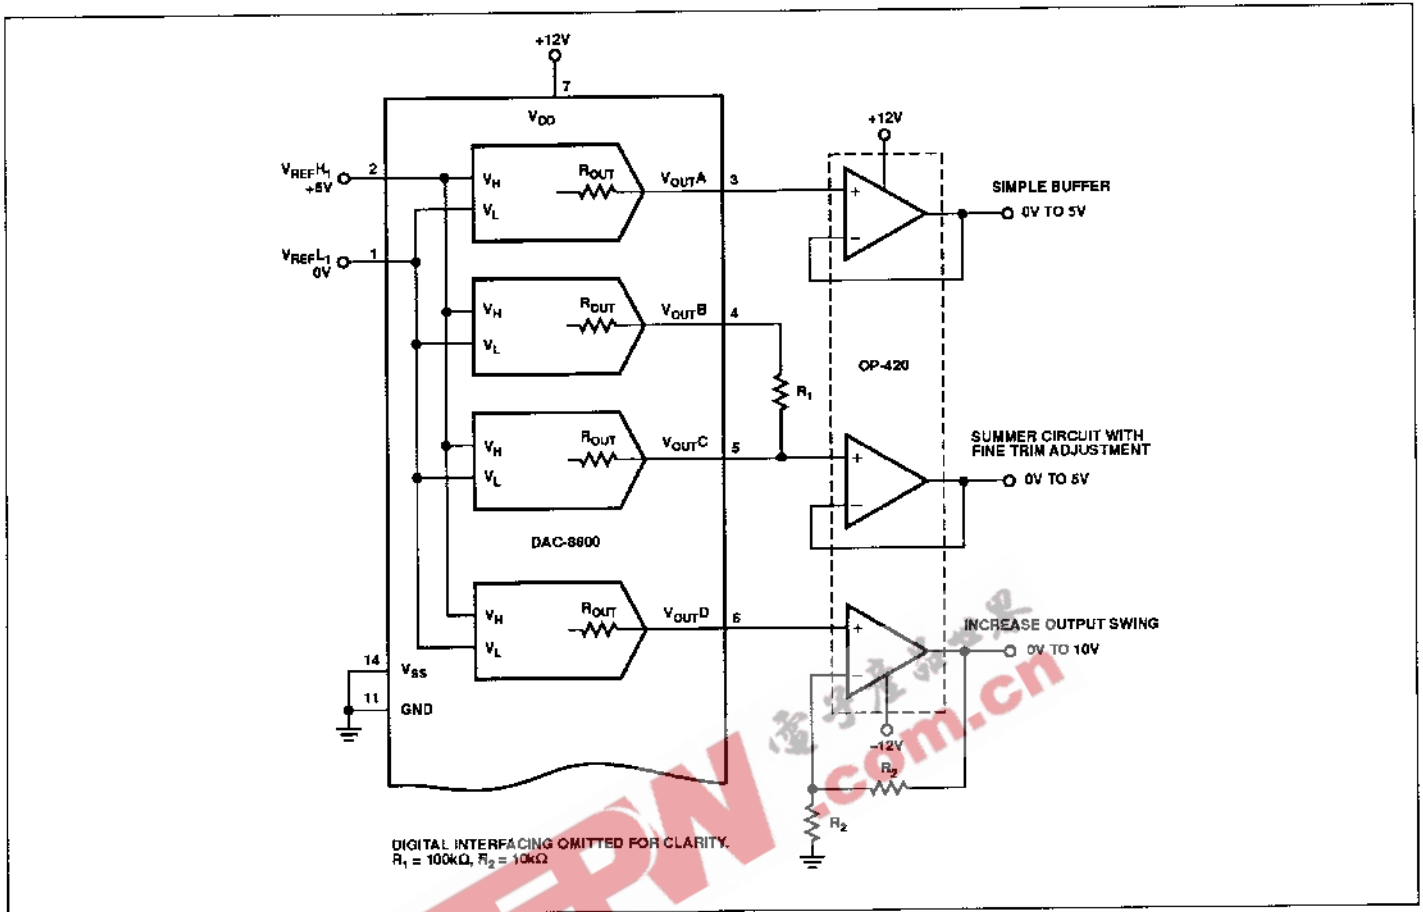 +12V
7
VDD
VREFH1
+5V
2
VH
VL
ROUT
VOUTA
3
+12V
+
−
SIMPLE BUFFER
0V TO 5V
VREFL1
0V
1
VH
VL
ROUT
VOUTB
4
R1
OP-420
VH
VL
ROUT
VOUTC
5
+
−
SUMMER CIRCUIT WITH
FINE TRIM ADJUSTMENT
0V TO 5V
DAC-8800
VH
VL
ROUT
VOUTD
6
+
−
INCREASE OUTPUT SWING
0V TO 10V
14
VSS
11
GND
−12V
R2
R2
DIGITAL INTERFACING OMITTED FOR CLARITY.
R1 = 100kΩ, R2 = 10kΩ
.com.cn